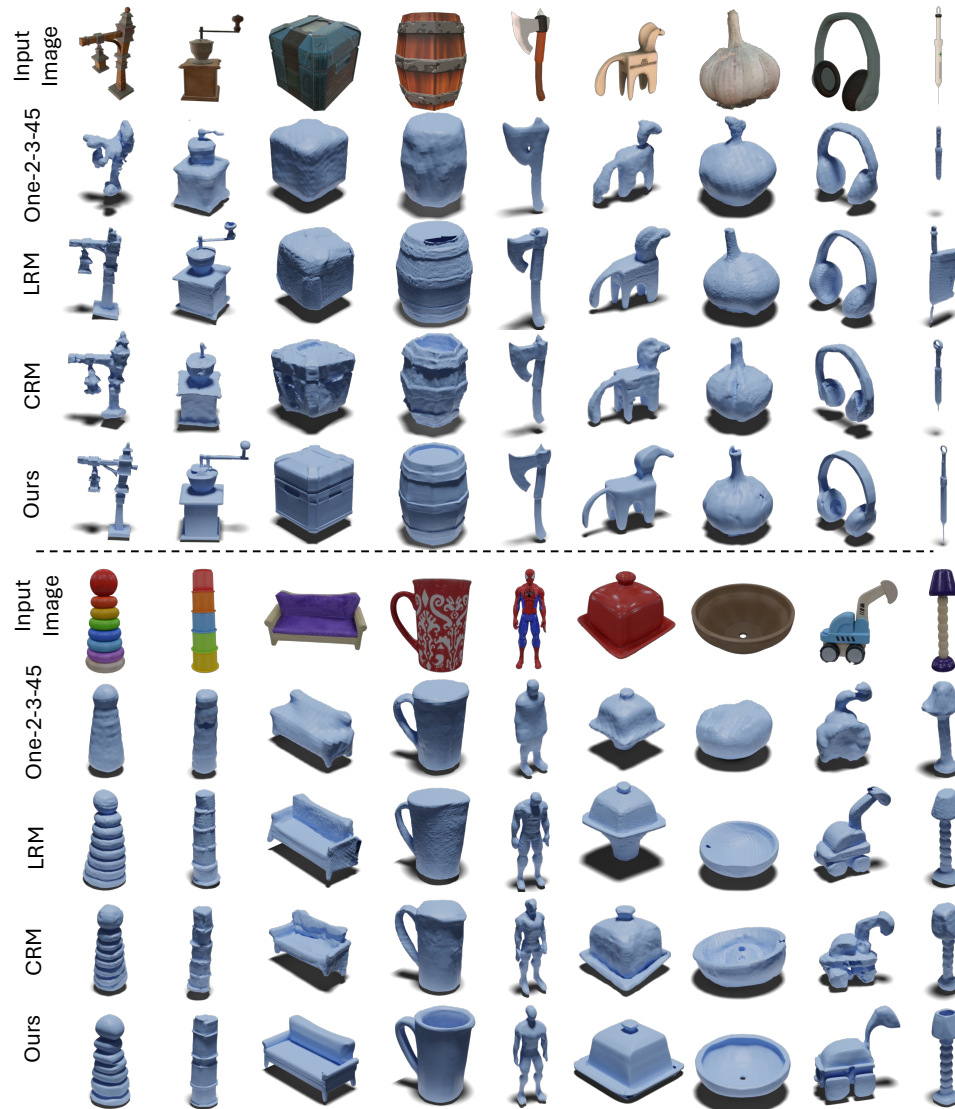 Input
Image
One-2-3-45
LRM
CRM
Ours
Input
Image
One-2-3-45
LRM
CRM
Ours